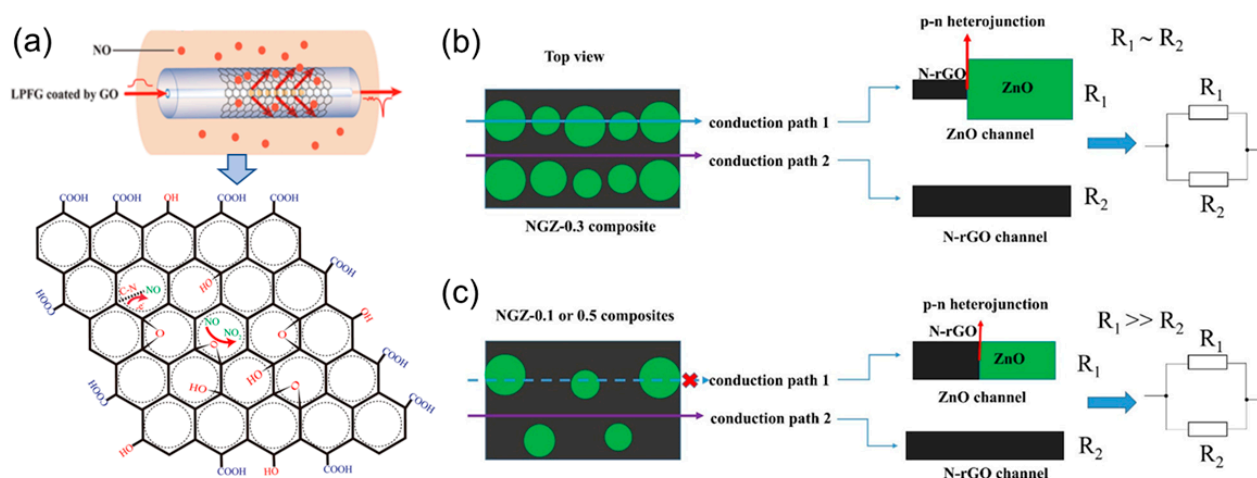 (a)
NO
LPFG coated by GO
COOH
COOH
OH
COOH
COOH
COOH
HO
C-N
NO
HOOC
NO
NO
O
O
OH
HO
HO
O
COOH
HOOC
COOH
HO
COOH
HO
COOH
(b)
Top view
conduction path 1
conduction path 2
NGZ-0.3 composite
p-n heterojunction
N-rGO
ZnO
R1
ZnO channel
R2
N-rGO channel
R1 ~ R2
R1
R2
(c)
NGZ-0.1 or 0.5 composites
conduction path 1
conduction path 2
p-n heterojunction
N-rGO
ZnO
R1
ZnO channel
R2
N-rGO channel
R1 >> R2
R1
R2